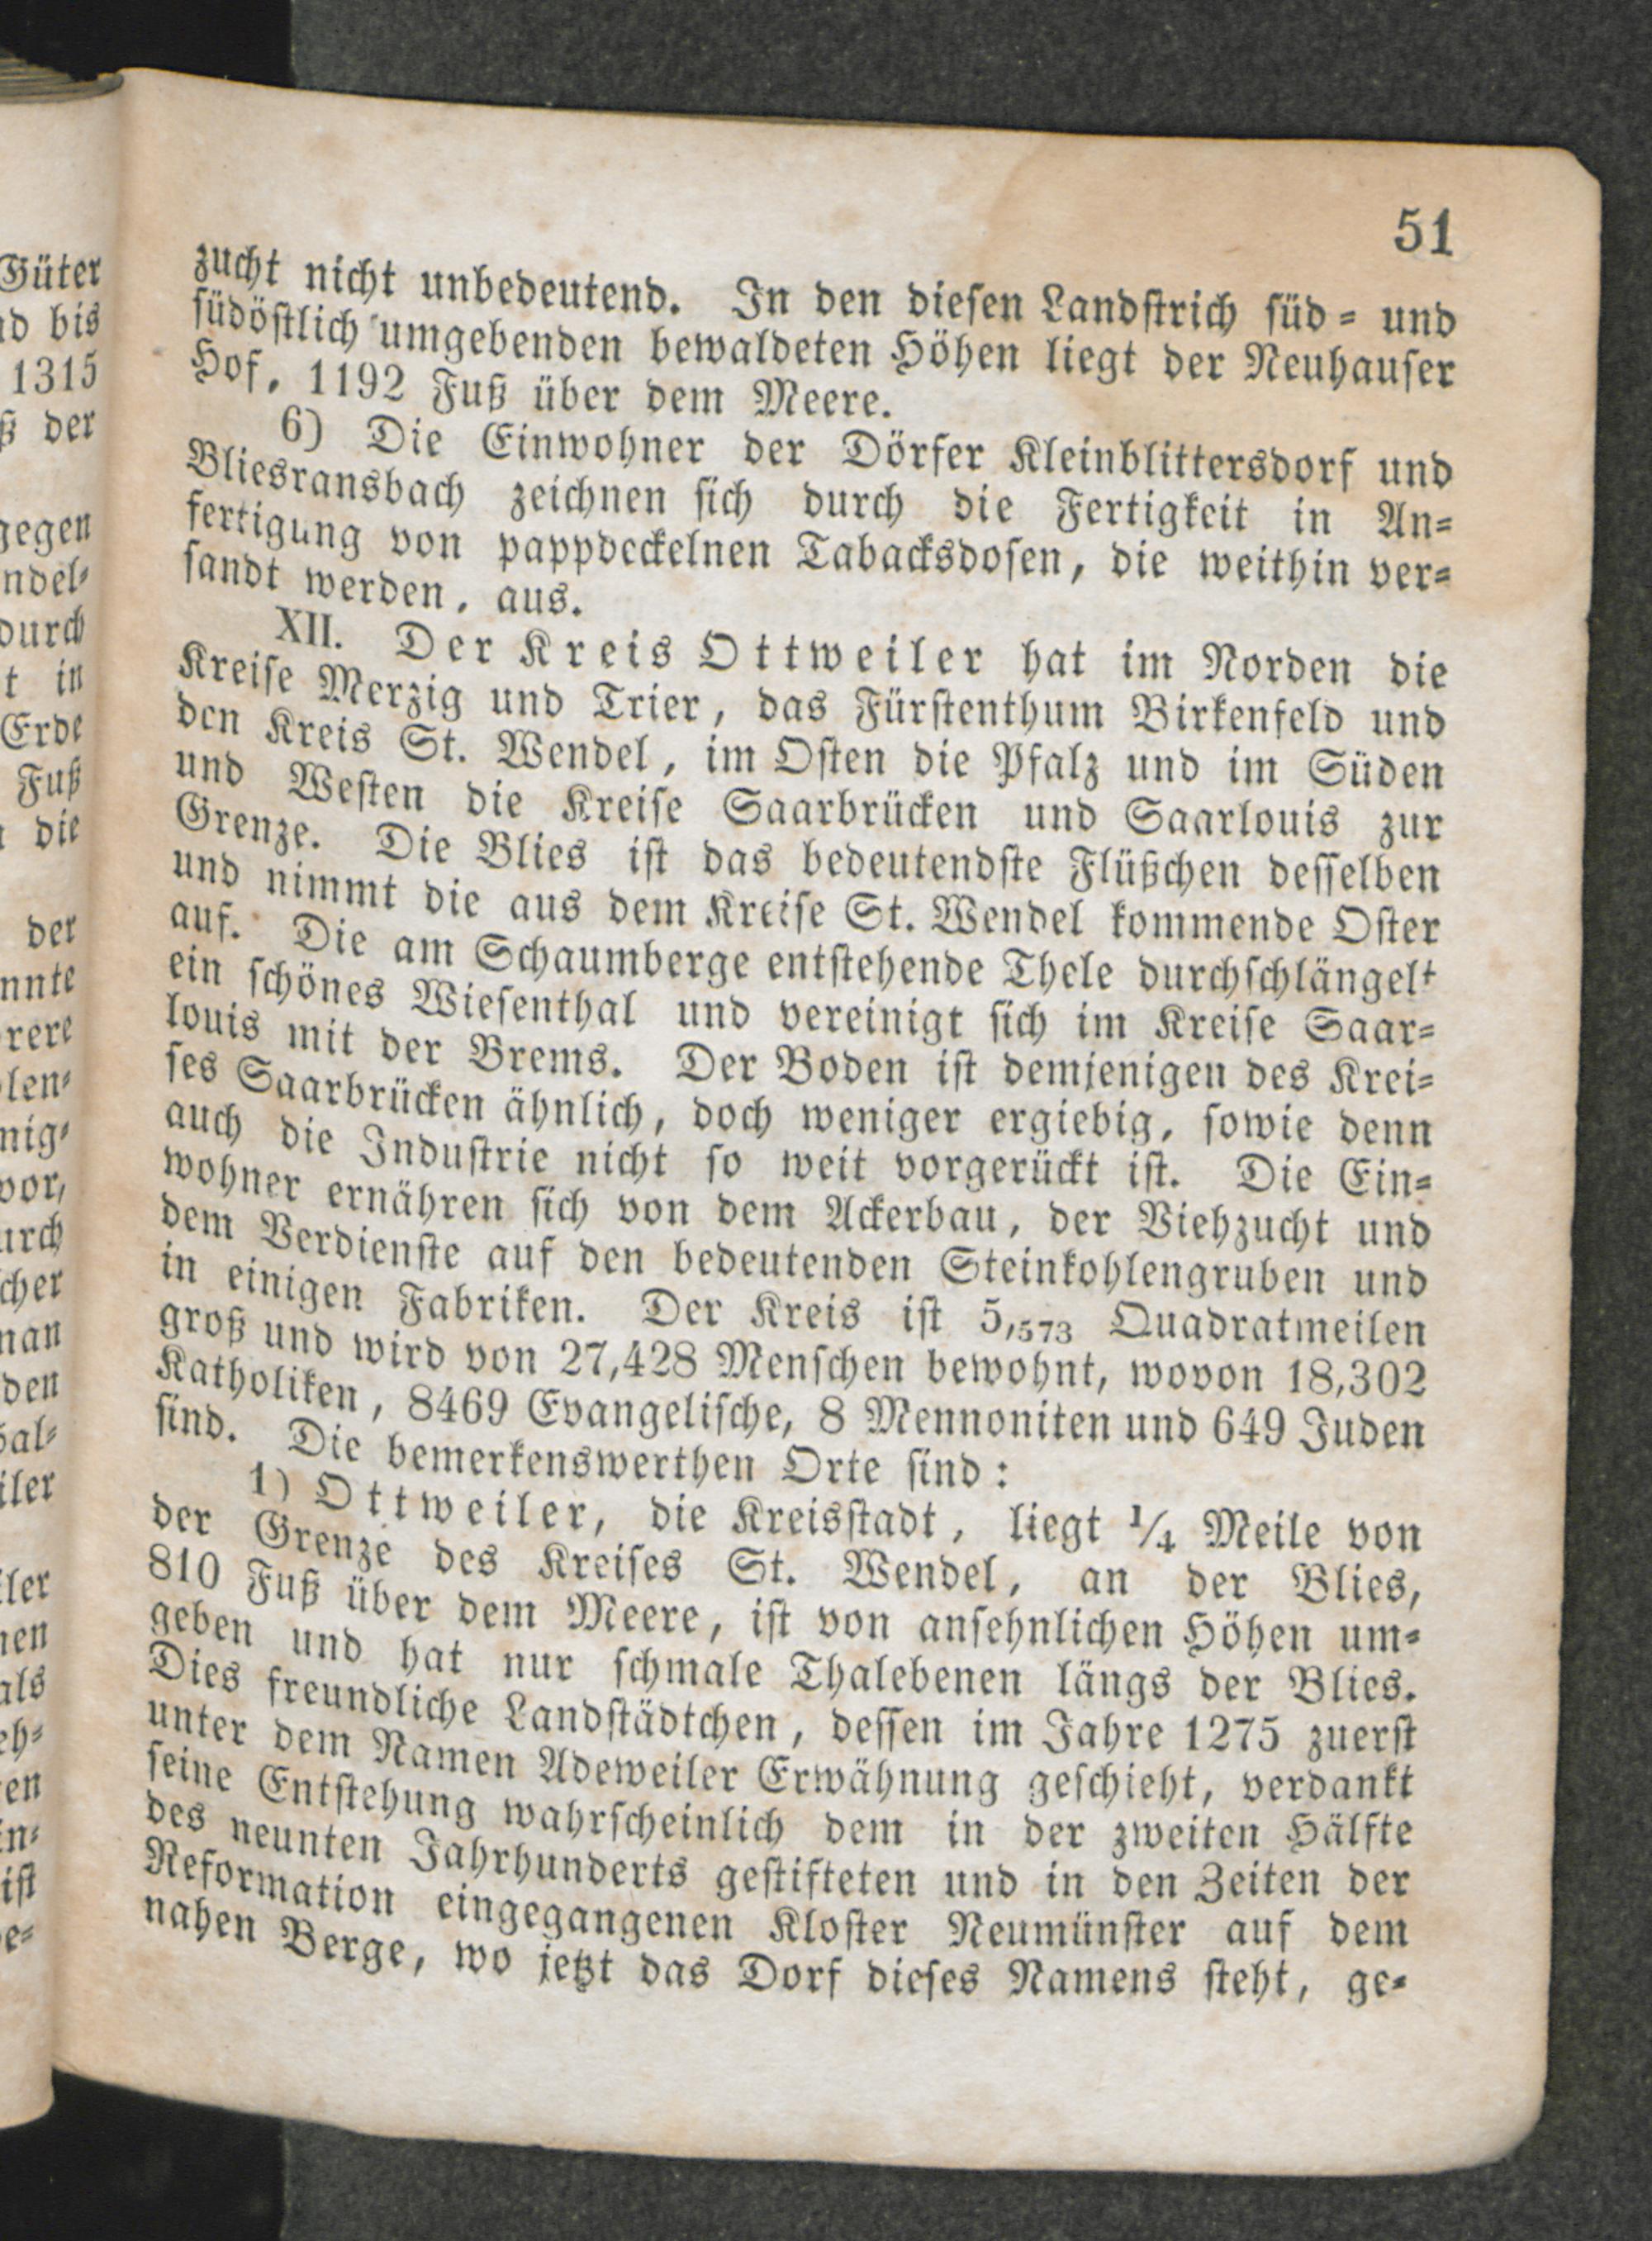 51
zucht nicht unbedeutend. In den diesen Landstrich süd= und
südöstlich umgebenden bewaldeten Höhen liegt der Neuhauser
Hof, 1192 Fuß über dem Meere.
6) Die Einwohner der Dörfer Kleinblittersdorf und
Bliesransbach zeichnen sich durch die Fertigkeit in An=
fertigung von pappdeckelnen Tabacksdosen, die weithin ver=
sandt werden, aus.
XII. Der Kreis Ottweiler hat im Norden die
Kreise Merzig und Trier, das Fürstenthum Birkenfeld und
den Kreis St. Wendel, im Osten die Pfalz und im Süden
und Westen die Kreise Saarbrücken und Saarlouis zur
Grenze. Die Blies ist das bedeutendste Flüßchen desselben
und nimmt die aus dem Kreise St. Wendel kommende Oster
auf. Die am Schaumberge entstehende Thele durchschlängelt
ein schönes Wiesenthal und vereinigt sich im Kreise Saar=
louis mit der Brems. Der Boden ist demjenigen des Krei=
ses Saarbrücken ähnlich, doch weniger ergiebig, sowie denn
auch die Industrie nicht so weit vorgerückt ist. Die Ein=
wohner ernähren sich von dem Ackerbau, der Viehzucht und
dem Verdienste auf den bedeutenden Steinkohlengruben und
in einigen Fabriken. Der Kreis ist 5,573 Quadratmeilen
groß und wird von 27,428 Menschen bewohnt, wovon 18,302
Katholiken, 8469 Evangelische, 8 Mennoniten und 649 Juden
sind. Die bemerkenswerthen Orte sind:
1) Ottweiler, die Kreisstadt, liegt 1/4 Meile von
der Grenze des Kreises St. Wendel, an der Blies,
810 Fuß über dem Meere, ist von ansehnlichen Höhen um=
geben und hat nur schmale Thalebenen längs der Blies.
Dies freundliche Landstädtchen, dessen im Jahre 1275 zuerst
unter dem Namen Adeweiler Erwähnung geschieht, verdankt
seine Entstehung wahrscheinlich dem in der zweiten Hälfte
des neunten Jahrhunderts gestifteten und in den Zeiten der
Reformation eingegangenen Kloster Neumünster auf dem
nahen Berge, wo jetzt das Dorf dieses Namens steht, ge=